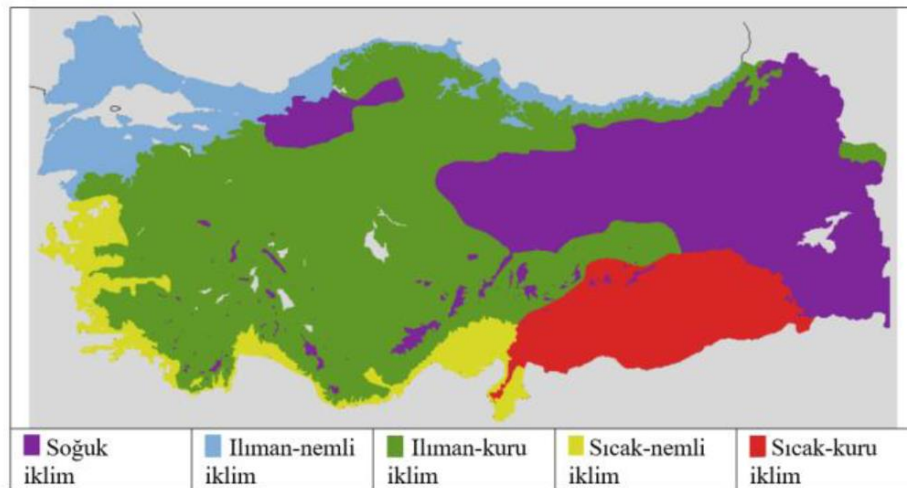 Soğuk iklim
Ilıman-nemli iklim
Ilıman-kuru iklim
Sıcak-nemli iklim
Sıcak-kuru iklim